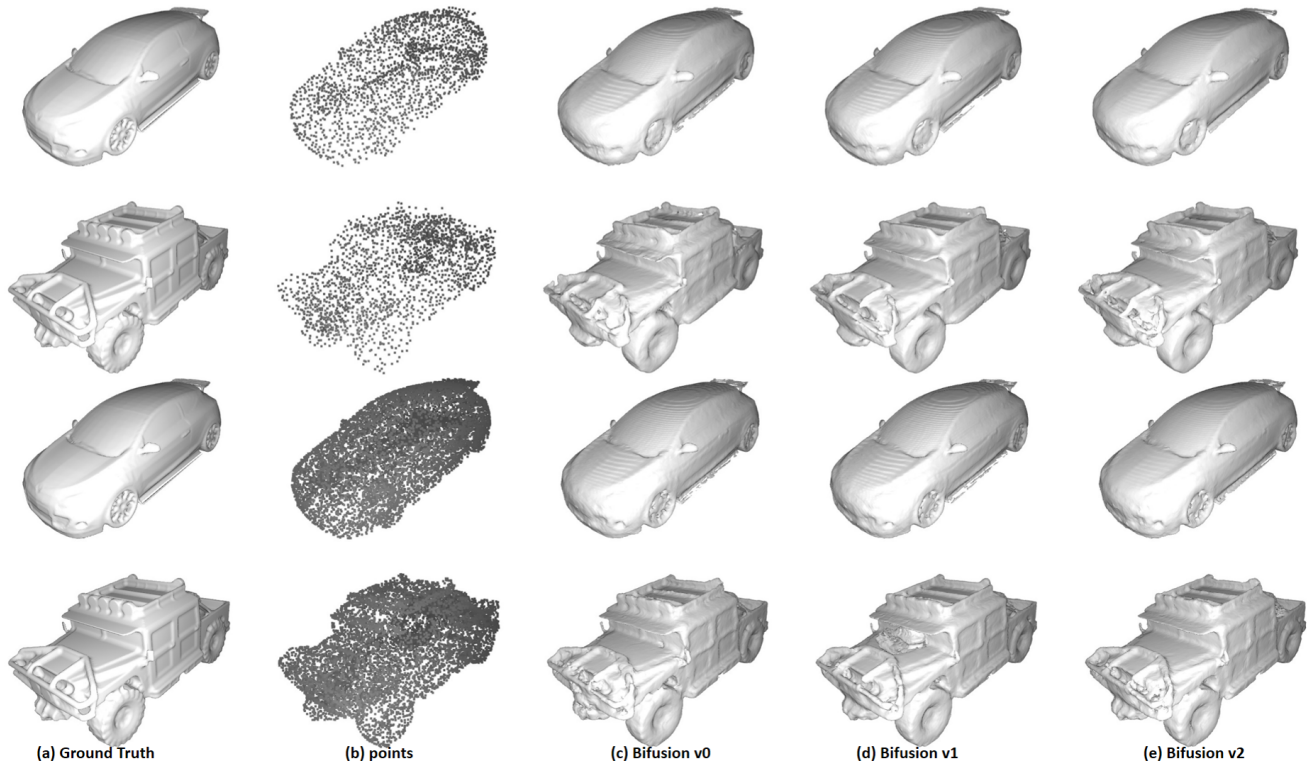 (a) Ground Truth
(b) points
(c) Bifusion v0
(d) Bifusion v1
(e) Bifusion v2